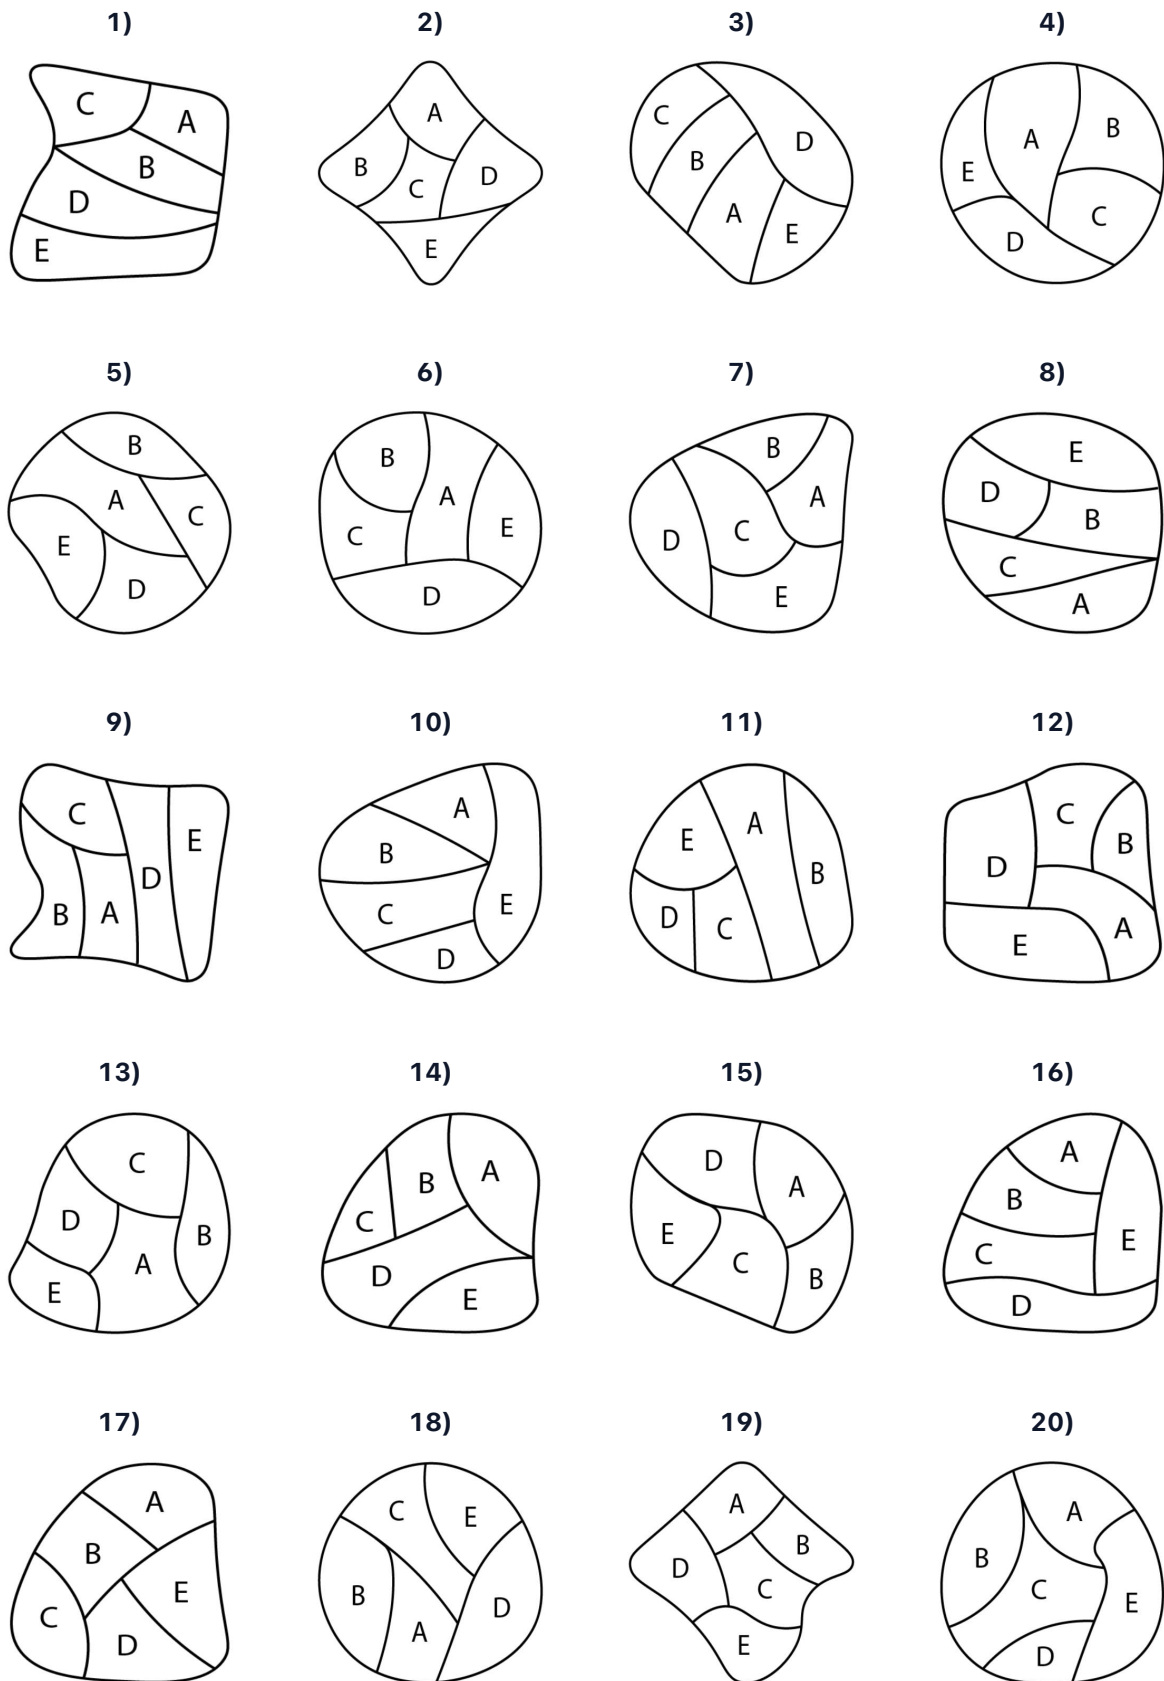 1) 2) 3) 4)
C A B D E
A B C D E
C B D A E
A B E C D
5) 6) 7) 8)
B A C E D
B A C E D
B A C D E
E D B C A
9) 10) 11) 12)
C E D B A
A B C E D
A E B D C
C B D A E
13) 14) 15) 16)
C D B A E
A B C D E
D A E C B
A B E C D
17) 18) 19) 20)
A B E C D
C E B D A
A B D C E
A B C E D